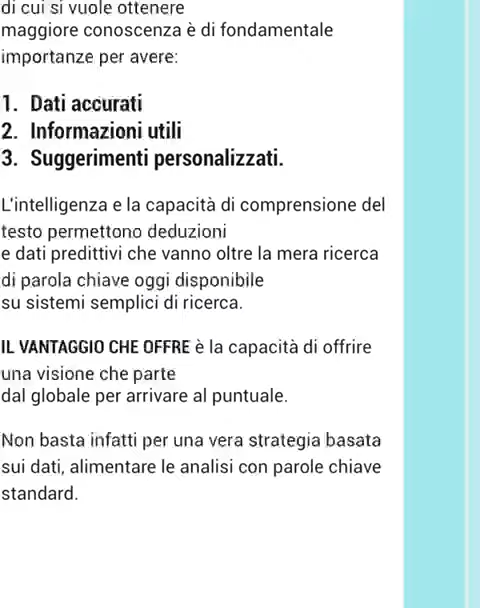 di cui si vuole ottenere
maggiore conoscenza è di fondamentale
importanze per avere:
1. Dati accurati
2. Informazioni utili
3. Suggerimenti personalizzati.
L'intelligenza e la capacità di comprensione del
testo permettono deduzioni
e dati predittivi che vanno oltre la mera ricerca
di parola chiave oggi disponibile
su sistemi semplici di ricerca.
IL VANTAGGIO CHE OFFRE è la capacità di offrire
una visione che parte
dal globale per arrivare al puntuale.
Non basta infatti per una vera strategia basata
sui dati, alimentare le analisi con parole chiave
standard.